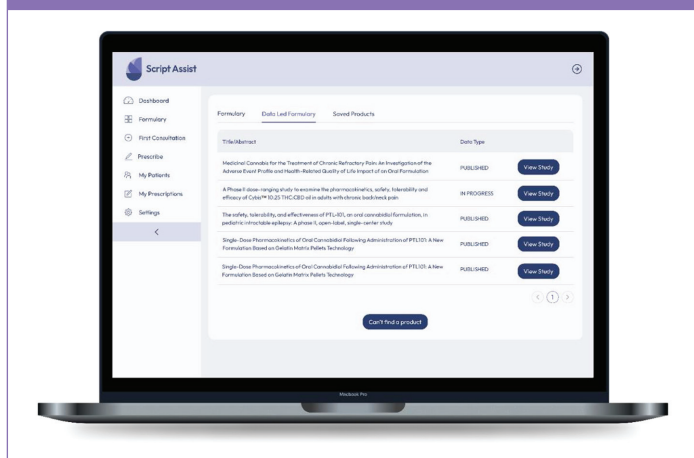 Script Assist
Dashboard
Formulary
First Consultation
Prescribe
My Patients
My Prescriptions
Settings
Formulary
Data Led Formulary
Saved Products
Title/Abstract
Data Type
Medicinal Cannabis for the Treatment of Chronic Refractory Pain: An Investigation of the
Adverse Event Profile and Health-Related Quality of Life Impact of an Oral Formulation
PUBLISHED
View Study
A Phase II dose-ranging study to examine the pharmacokinetics, safety, tolerability and
efficacy of Cybis™ 10:25 THC:CBD oil in adults with chronic back/neck pain
IN PROGRESS
View Study
The safety, tolerability, and effectiveness of PTL-101, an oral cannabidiol formulation, in
pediatric intractable epilepsy: A phase II, open-label, single-center study
PUBLISHED
View Study
Single-Dose Pharmacokinetics of Oral Cannabidiol Following Administration of PTL101: A New
Formulation Based on Gelatin Matrix Pellets Technology
PUBLISHED
View Study
Single-Dose Pharmacokinetics of Oral Cannabidiol Following Administration of PTL101: A New
Formulation Based on Gelatin Matrix Pellets Technology
PUBLISHED
View Study
1
Can't find a product
Macbook Pro